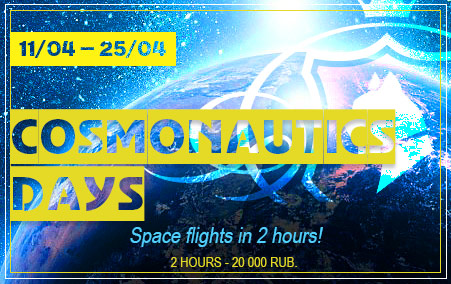 11/04 – 25/04
COSMONAUTICS
DAYS
Space flights in 2 hours!
2 HOURS - 20 000 RUB.